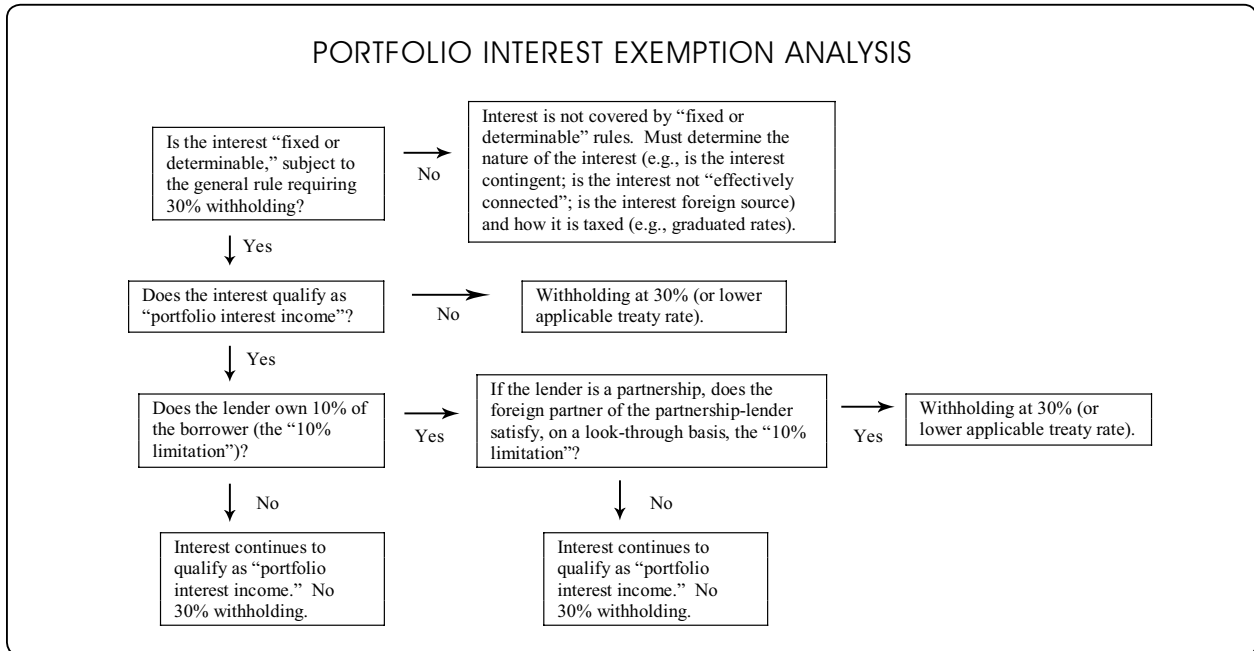 PORTFOLIO INTEREST EXEMPTION ANALYSIS
Is the interest “fixed or
determinable,” subject to
the general rule requiring
30% withholding?
No
Interest is not covered by “fixed or
determinable” rules. Must determine the
nature of the interest (e.g., is the interest
contingent; is the interest not “effectively
connected”; is the interest foreign source)
and how it is taxed (e.g., graduated rates).
Yes
Does the interest qualify as
“portfolio interest income”?
No
Withholding at 30% (or lower
applicable treaty rate).
Yes
Does the lender own 10% of
the borrower (the “10%
limitation”)?
Yes
If the lender is a partnership, does the
foreign partner of the partnership-lender
satisfy, on a look-through basis, the “10%
limitation”?
Yes
Withholding at 30% (or
lower applicable treaty rate).
No
Interest continues to
qualify as “portfolio
interest income.” No
30% withholding.
No
Interest continues to
qualify as “portfolio
interest income.” No
30% withholding.